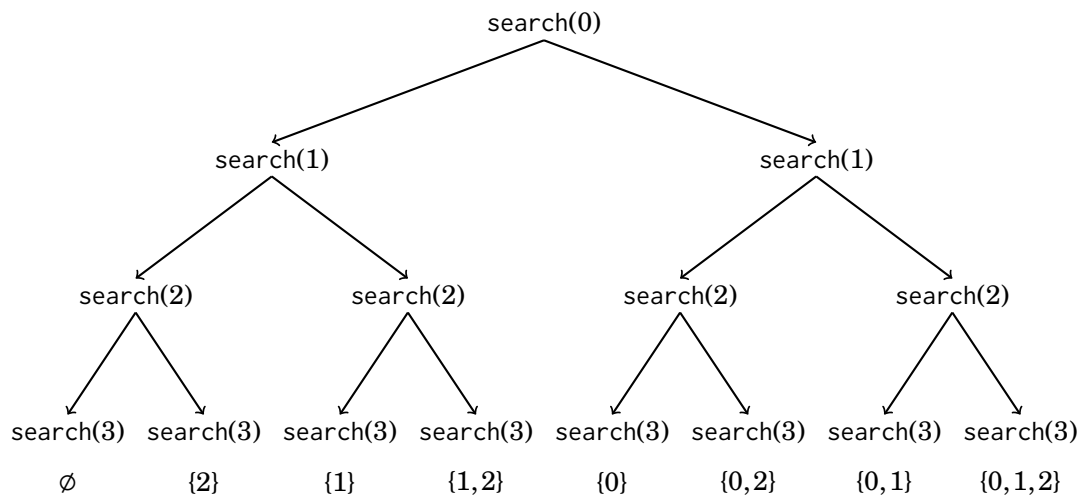 search(0)
search(1) search(1)
search(2) search(2) search(2) search(2)
search(3) search(3) search(3) search(3) search(3) search(3) search(3) search(3)
∅ {2} {1} {1,2} {0} {0,2} {0,1} {0,1,2}